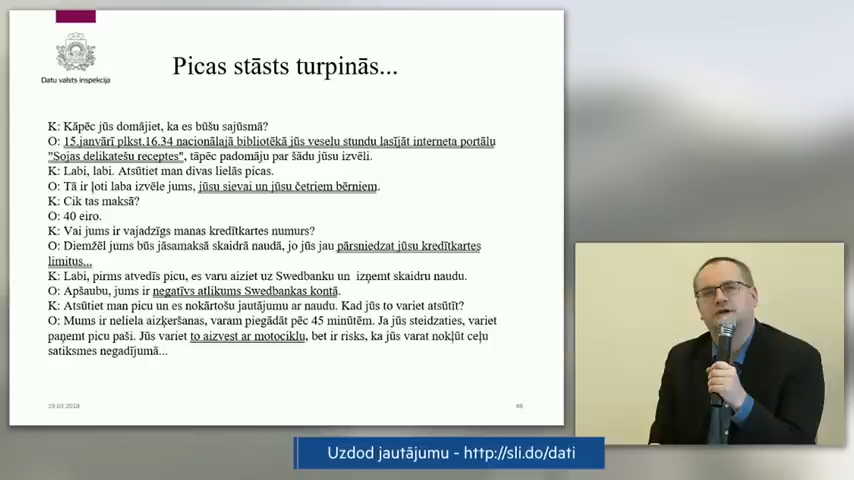 Datu valsts inspekcija
Picas stāsts turpinās...
K: Kāpēc jūs domājiet, ka es būšu sajūsmā?
O: 15.janvārī plkst.16.34 nacionālajā bibliotēkā jūs veselu stundu lasījāt interneta portālu
"Sojas delikatešu receptes", tāpēc padomāju par šādu jūsu izvēli.
K: Labi, labi. Atsūtiet man divas lielās picas.
O: Tā ir ļoti laba izvēle jums, jūsu sievai un jūsu četriem bērniem.
K: Cik tas maksā?
O: 40 eiro.
K: Vai jums ir vajadzīgs manas kredītkartes numurs?
O: Diemžēl jums būs jāsamaksā skaidrā naudā, jo jūs jau pārsniedzat jūsu kredītkartes
limitus...
K: Labi, pirms atvedīs picu, es varu aiziet uz Swedbanku un izņemt skaidru naudu.
O: Apšaubu, jums ir negatīvs atlikums Swedbankas kontā.
K: Atsūtiet man picu un es nokārtošu jautājumu ar naudu. Kad jūs to variet atsūtīt?
O: Mums ir neliela aizķeršanas, varam piegādāt pēc 45 minūtēm. Ja jūs steidzaties, variet
paņemt picu paši. Jūs variet to aizvest ar motociklu, bet ir risks, ka jūs varat nokļūt ceļu
satiksmes negadījumā...
19.03.2018
48
Uzdod jautājumu - http://sli.do/dati